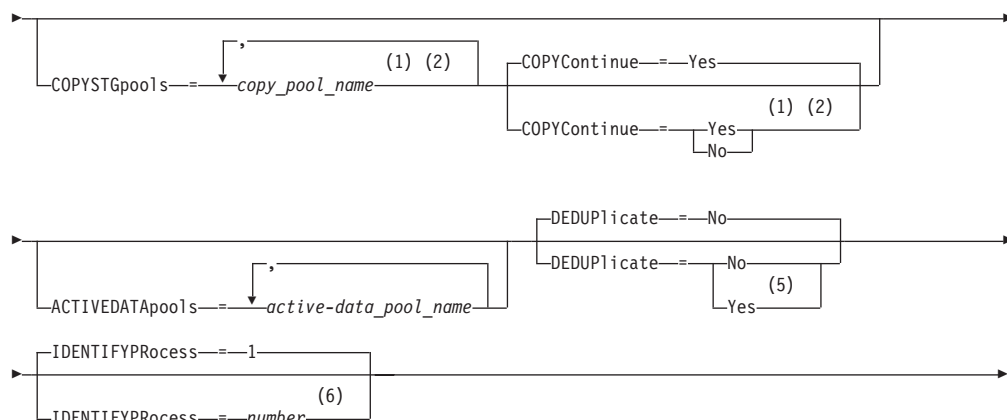 ,
(1) (2)
COPYContinue = Yes
COPYSTGpools = copy_pool_name
(1) (2)
COPYContinue = Yes
No
DEDUPlicate = No
,
DEDUPlicate = No
(5)
ACTIVEDATApools = active-data_pool_name
Yes
IDENTIFYPRocess = 1
(6)
IDENTIFYPRocess = number